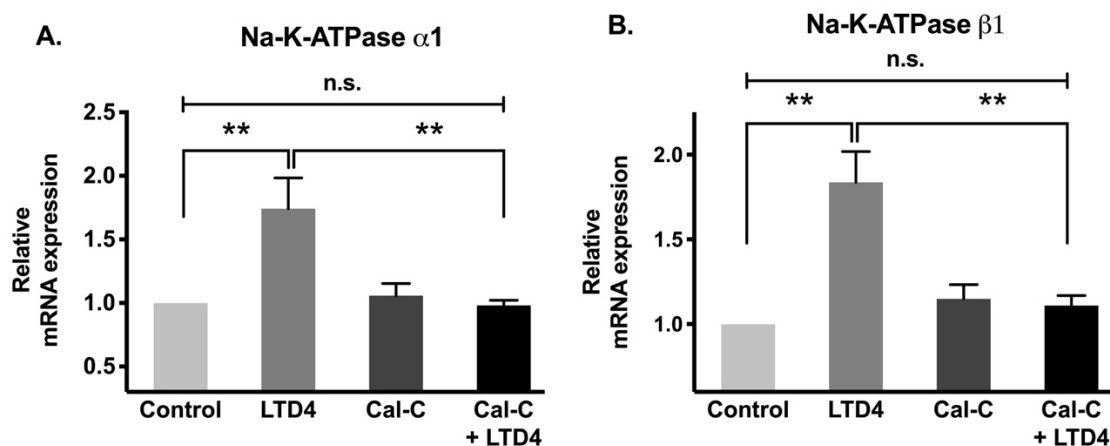 A.
Na-K-ATPase α1
n.s.
**
**
Relative
mRNA expression
2.5
2.0
1.5
1.0
0.5
Control
LTD4
Cal-C
Cal-C
+ LTD4
B.
Na-K-ATPase β1
n.s.
**
**
Relative
mRNA expression
2.0
1.5
1.0
Control
LTD4
Cal-C
Cal-C
+ LTD4